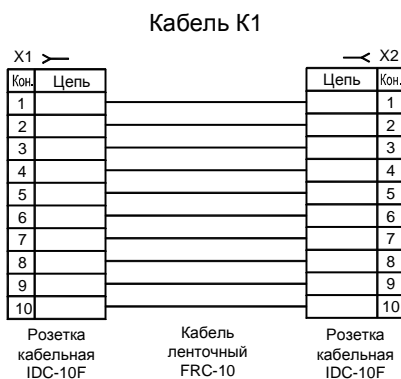 Кабель К1
X1 X2
Кон. Цепь Цепь Кон.
1 1
2 2
3 3
4 4
5 5
6 6
7 7
8 8
9 9
10 10
Розетка Кабель Розетка
кабельная ленточный кабельная
IDC-10F FRC-10 IDC-10F